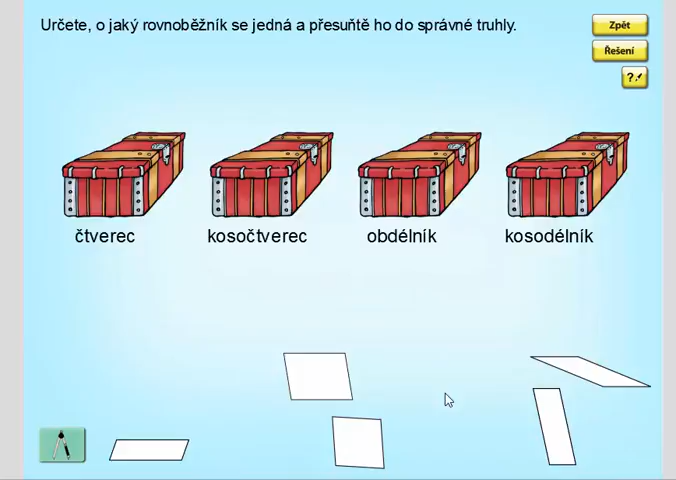 Určete, o jaký rovnoběžník se jedná a přesuňtě ho do správné truhly.
Zpět
Řešení
?
čtverec kosočtverec obdélník kosodélník